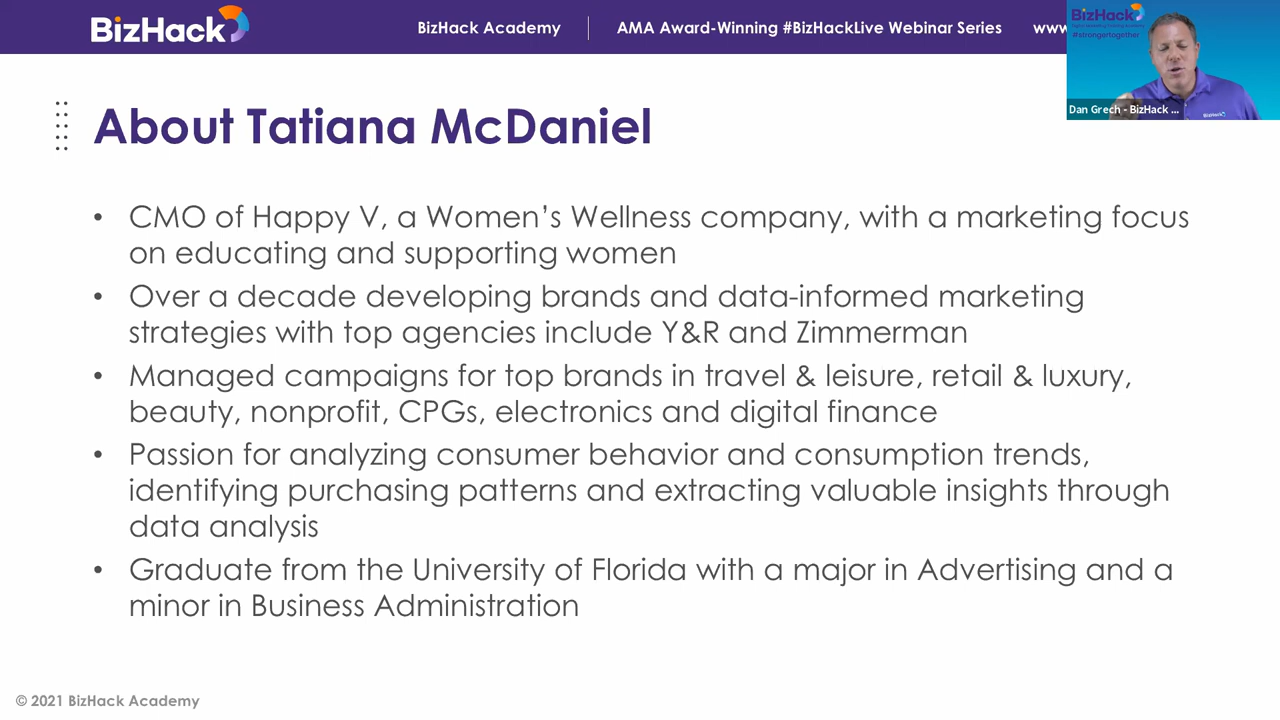 BizHack
BizHack Academy
AMA Award-Winning #BizHackLive Webinar Series
www
BizHack
#strongertogether
Dan Grech - BizHack ...
BizHack
About Tatiana McDaniel
• CMO of Happy V, a Women's Wellness company, with a marketing focus
on educating and supporting women
• Over a decade developing brands and data-informed marketing
strategies with top agencies include Y&R and Zimmerman
• Managed campaigns for top brands in travel & leisure, retail & luxury,
beauty, nonprofit, CPGs, electronics and digital finance
• Passion for analyzing consumer behavior and consumption trends,
identifying purchasing patterns and extracting valuable insights through
data analysis
• Graduate from the University of Florida with a major in Advertising and a
minor in Business Administration
© 2021 BizHack Academy